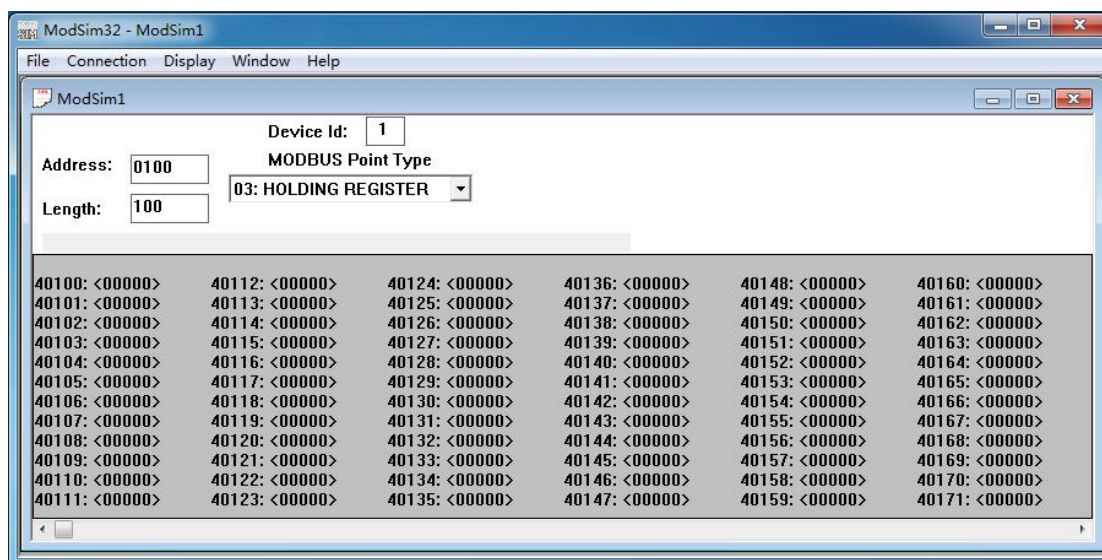 ModSim32 - ModSim1
File Connection Display Window Help
ModSim1
Device Id: 1
Address: 0100
MODBUS Point Type
03: HOLDING REGISTER
Length: 100
40100: <00000> 40112: <00000> 40124: <00000> 40136: <00000> 40148: <00000> 40160: <00000>
40101: <00000> 40113: <00000> 40125: <00000> 40137: <00000> 40149: <00000> 40161: <00000>
40102: <00000> 40114: <00000> 40126: <00000> 40138: <00000> 40150: <00000> 40162: <00000>
40103: <00000> 40115: <00000> 40127: <00000> 40139: <00000> 40151: <00000> 40163: <00000>
40104: <00000> 40116: <00000> 40128: <00000> 40140: <00000> 40152: <00000> 40164: <00000>
40105: <00000> 40117: <00000> 40129: <00000> 40141: <00000> 40153: <00000> 40165: <00000>
40106: <00000> 40118: <00000> 40130: <00000> 40142: <00000> 40154: <00000> 40166: <00000>
40107: <00000> 40119: <00000> 40131: <00000> 40143: <00000> 40155: <00000> 40167: <00000>
40108: <00000> 40120: <00000> 40132: <00000> 40144: <00000> 40156: <00000> 40168: <00000>
40109: <00000> 40121: <00000> 40133: <00000> 40145: <00000> 40157: <00000> 40169: <00000>
40110: <00000> 40122: <00000> 40134: <00000> 40146: <00000> 40158: <00000> 40170: <00000>
40111: <00000> 40123: <00000> 40135: <00000> 40147: <00000> 40159: <00000> 40171: <00000>